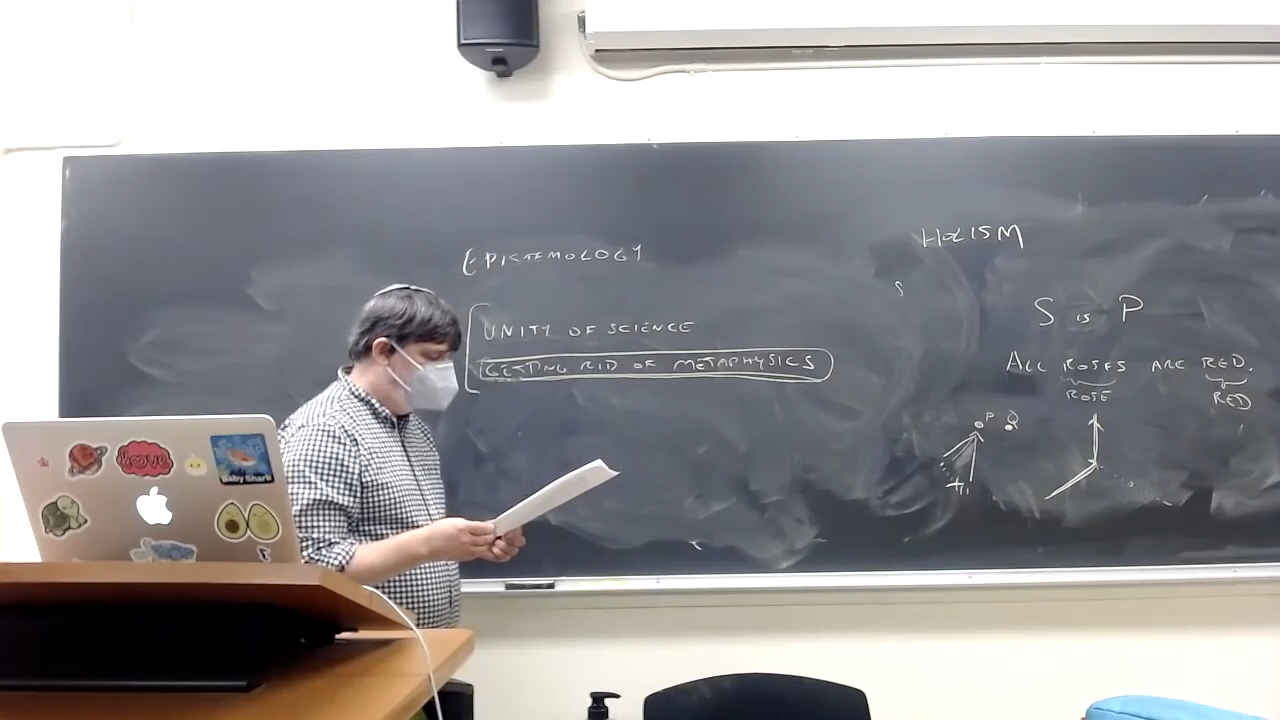 EPISTEMOLOGY
UNITY OF SCIENCE
GETTING RID OF METAPHYSICS
HOLISM
S
S is P
ALL ROSES ARE RED.
ROSE RED
P Q
love
Baby Shark